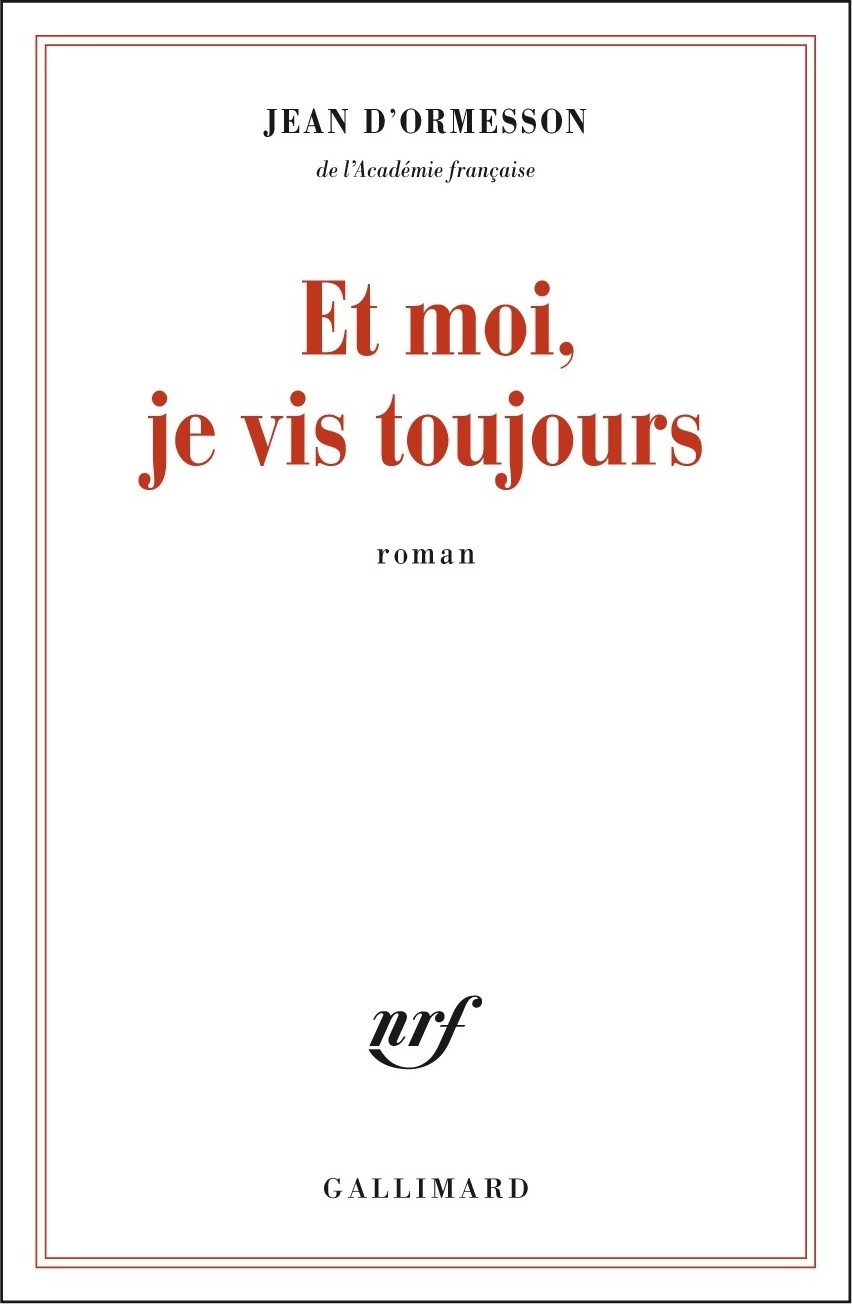 JEAN D’ORMESSON
de l’Académie française
Et moi,
je vis toujours
roman
nrf
GALLIMARD